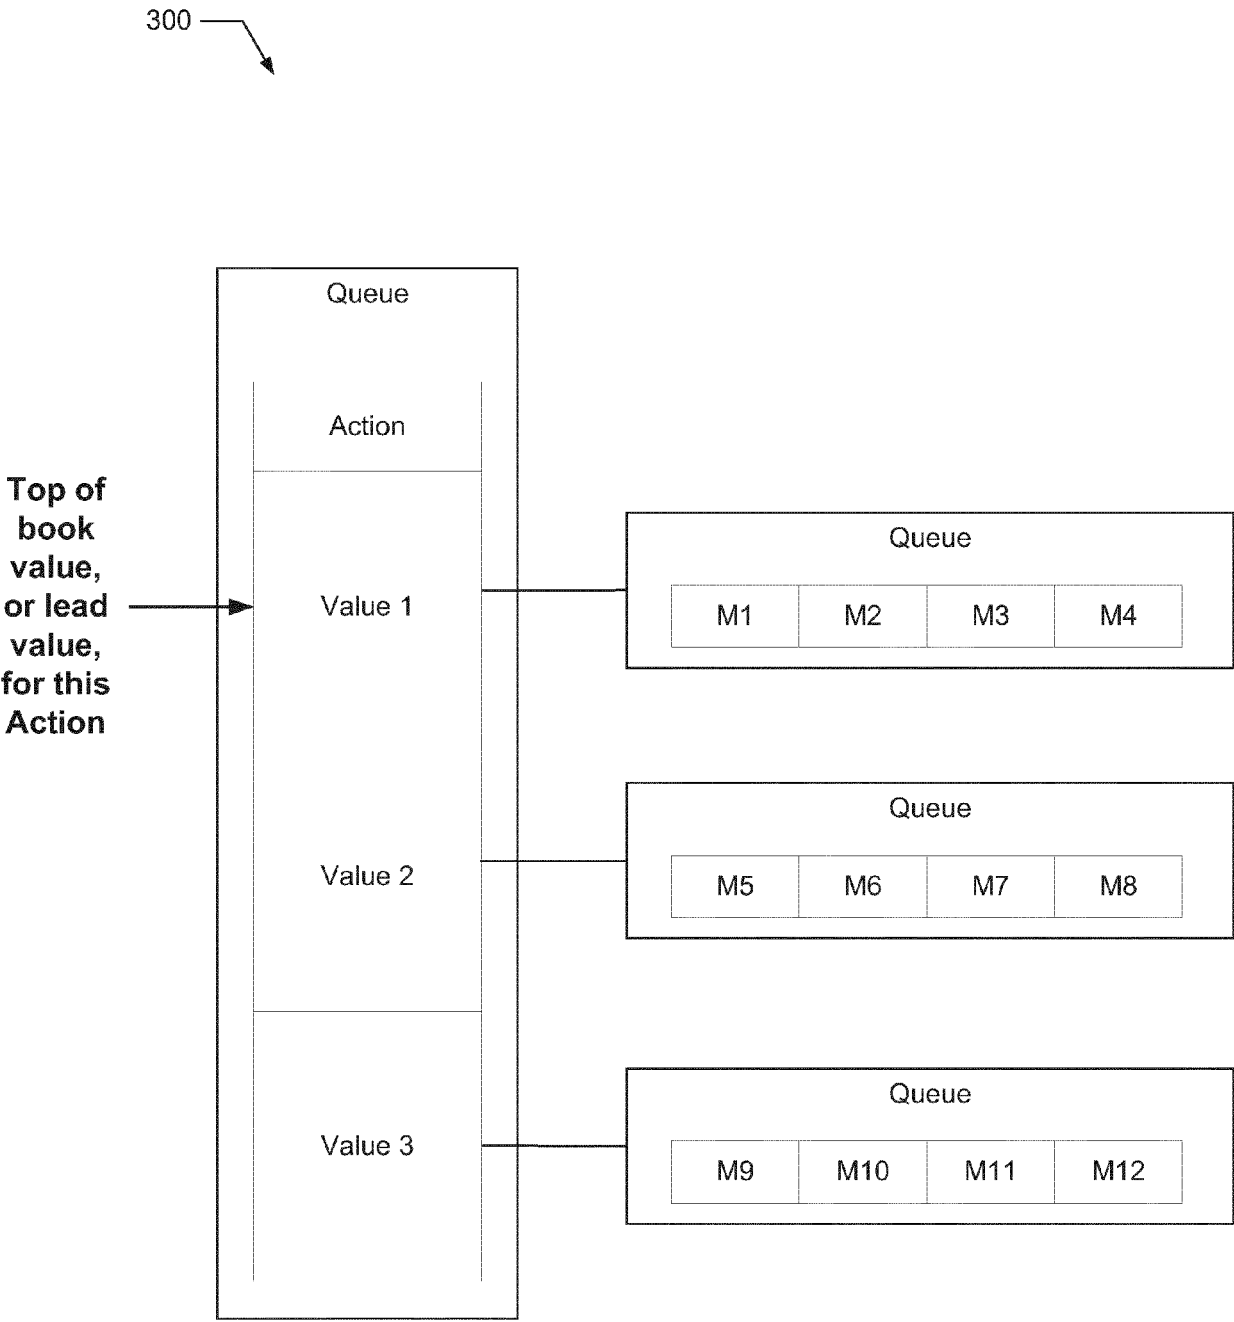 300
Queue
Action
Top of
book
value,
or lead
value,
for this
Action
Value 1
Queue
M1 M2 M3 M4
Value 2
Queue
M5 M6 M7 M8
Value 3
Queue
M9 M10 M11 M12